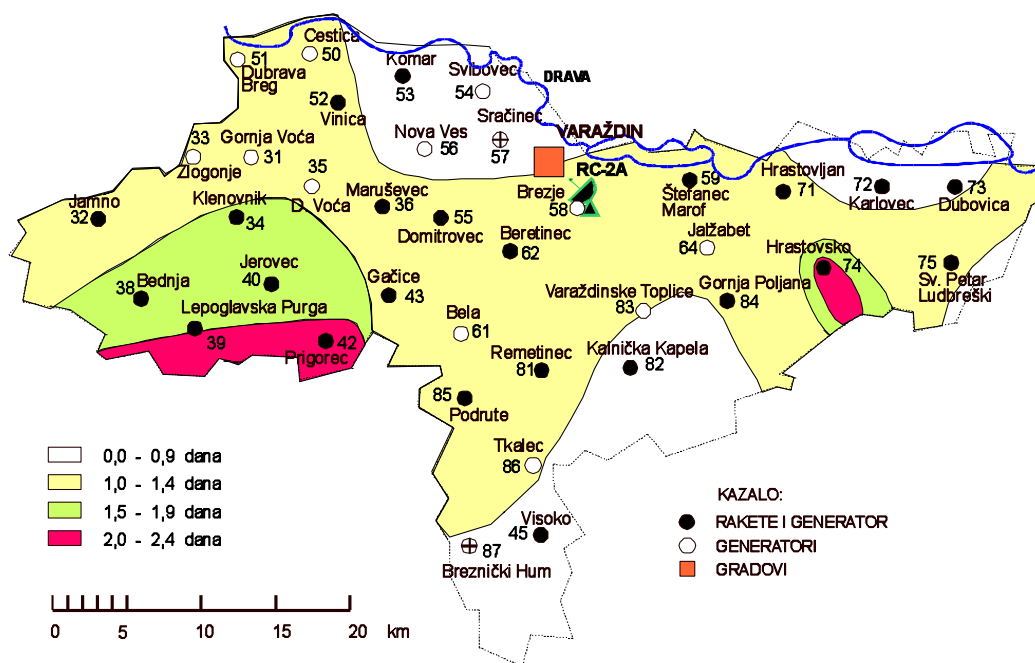 Cestica
50
51
Dubrava
Breg
Komar
53
Svibovec
54
DRAVA
52
Vinica
Sračinec
57
Nova Ves
56
VARAŽDIN
33
Zlogonje
Gornja Voća
31
35
D. Voća
RC-2A
Brezje
58
59
Štefanec
Marof
Hrastovljan
71
72
Karlovec
73
Dubovica
Jamno
32
Klenovnik
34
Maruševec
36
55
Domitrovec
Beretinec
62
Jatžabet
64
Hrastovsko
74
75
Sv. Petar
Ludbreški
Bednja
38
Jerovec
40
Gačice
43
Varaždinske Toplice
83
Gornja Poljana
84
Lepoglavska Purga
39
42
Prigorec
Bela
61
Remetinec
81
Kalnička Kapela
82
85
Podrute
Tkalec
86
Visoko
45
87
Breznički Hum
0,0 - 0,9 dana
1,0 - 1,4 dana
1,5 - 1,9 dana
2,0 - 2,4 dana
KAZALO:
RAKETE I GENERATOR
GENERATORI
GRADOVI
0 5 10 15 20 km